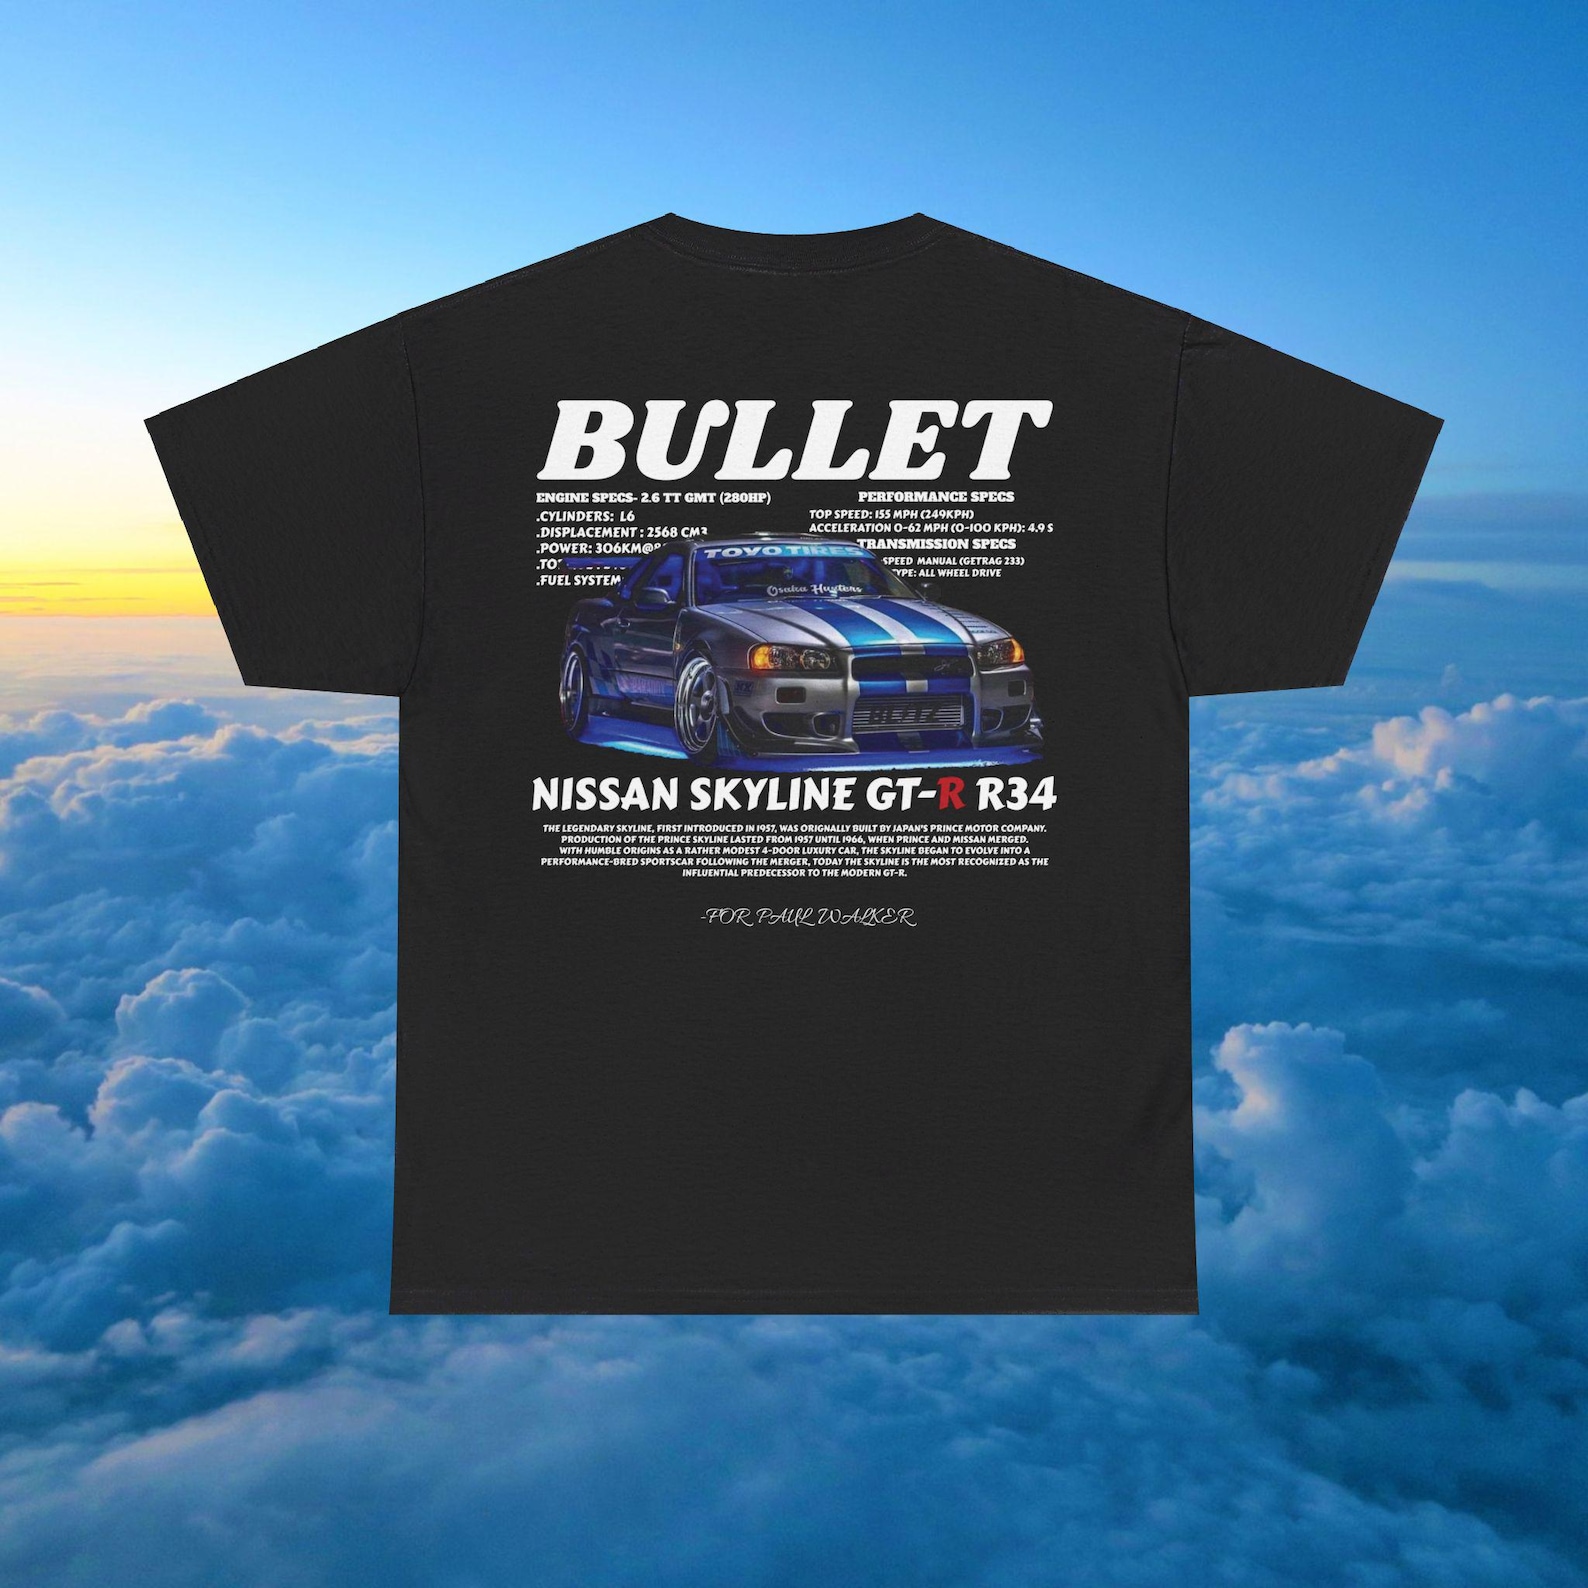 BULLET
ENGINE SPECS- 2.6 TT GMT (280HP)
.CYLINDERS: L6
.DISPLACEMENT : 2568 CM3
.POWER:
.FUEL SYSTEM
PERFORMANCE SPECS
TOP SPEED: 155 MPH (249KPH)
ACCELERATION 0-62 MPH (0-100 KPH): 4.9 S
TRANSMISSION SPECS
SPEED MANUAL (GETRAG 233)
ALL WHEEL DRIVE
TOYO TIRES
Osaka Hunters
BLITZ
NISSAN SKYLINE GT-R R34
THE LEGENDARY SKYLINE, FIRST INTRODUCED IN 1957, WAS ORIGNALLY BUILT BY JAPAN'S PRINCE MOTOR COMPANY.
PRODUCTION OF THE PRINCE SKYLINE LASTED FROM 1957 UNTIL 1966, WHEN PRINCE AND NISSAN MERGED.
WITH HUMBLE ORIGINS AS A RATHER MODEST 4-DOOR LUXURY CAR, THE SKYLINE BEGAN TO EVOLVE INTO A
PERFORMANCE-BRED SPORTSCAR FOLLOWING THE MERGER, TODAY THE SKYLINE IS THE MOST RECOGNIZED AS THE
INFLUENTIAL PREDECESSOR TO THE MODERN GT-R.
-FOR PAUL WALKER